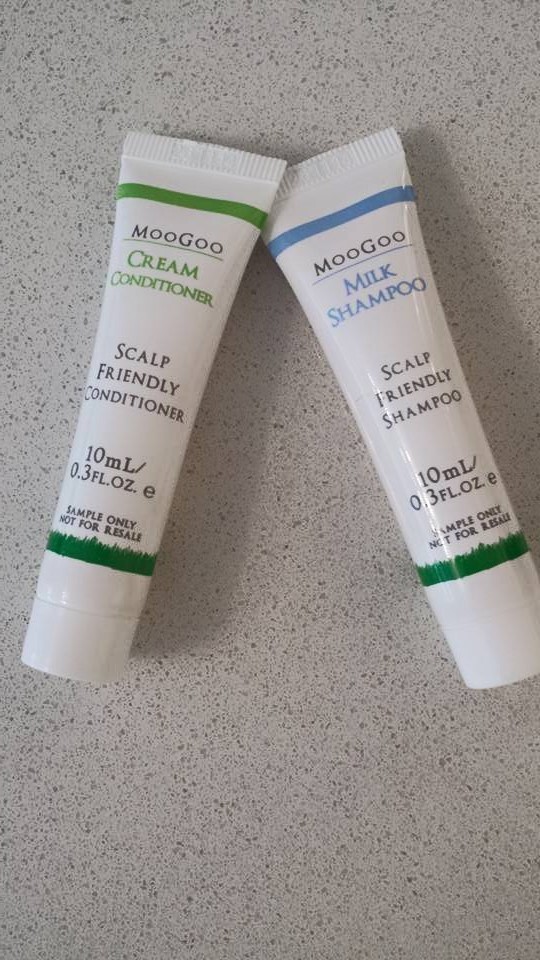 MooGoo
Cream
Conditioner
Scalp
Friendly
Conditioner
10mL/
0.3FL.OZ. e
Sample Only
Not For Resale
MooGoo
Milk
Shampoo
Scalp
Friendly
Shampoo
10mL/
0.3FL.OZ. e
Sample Only
Not For Resale